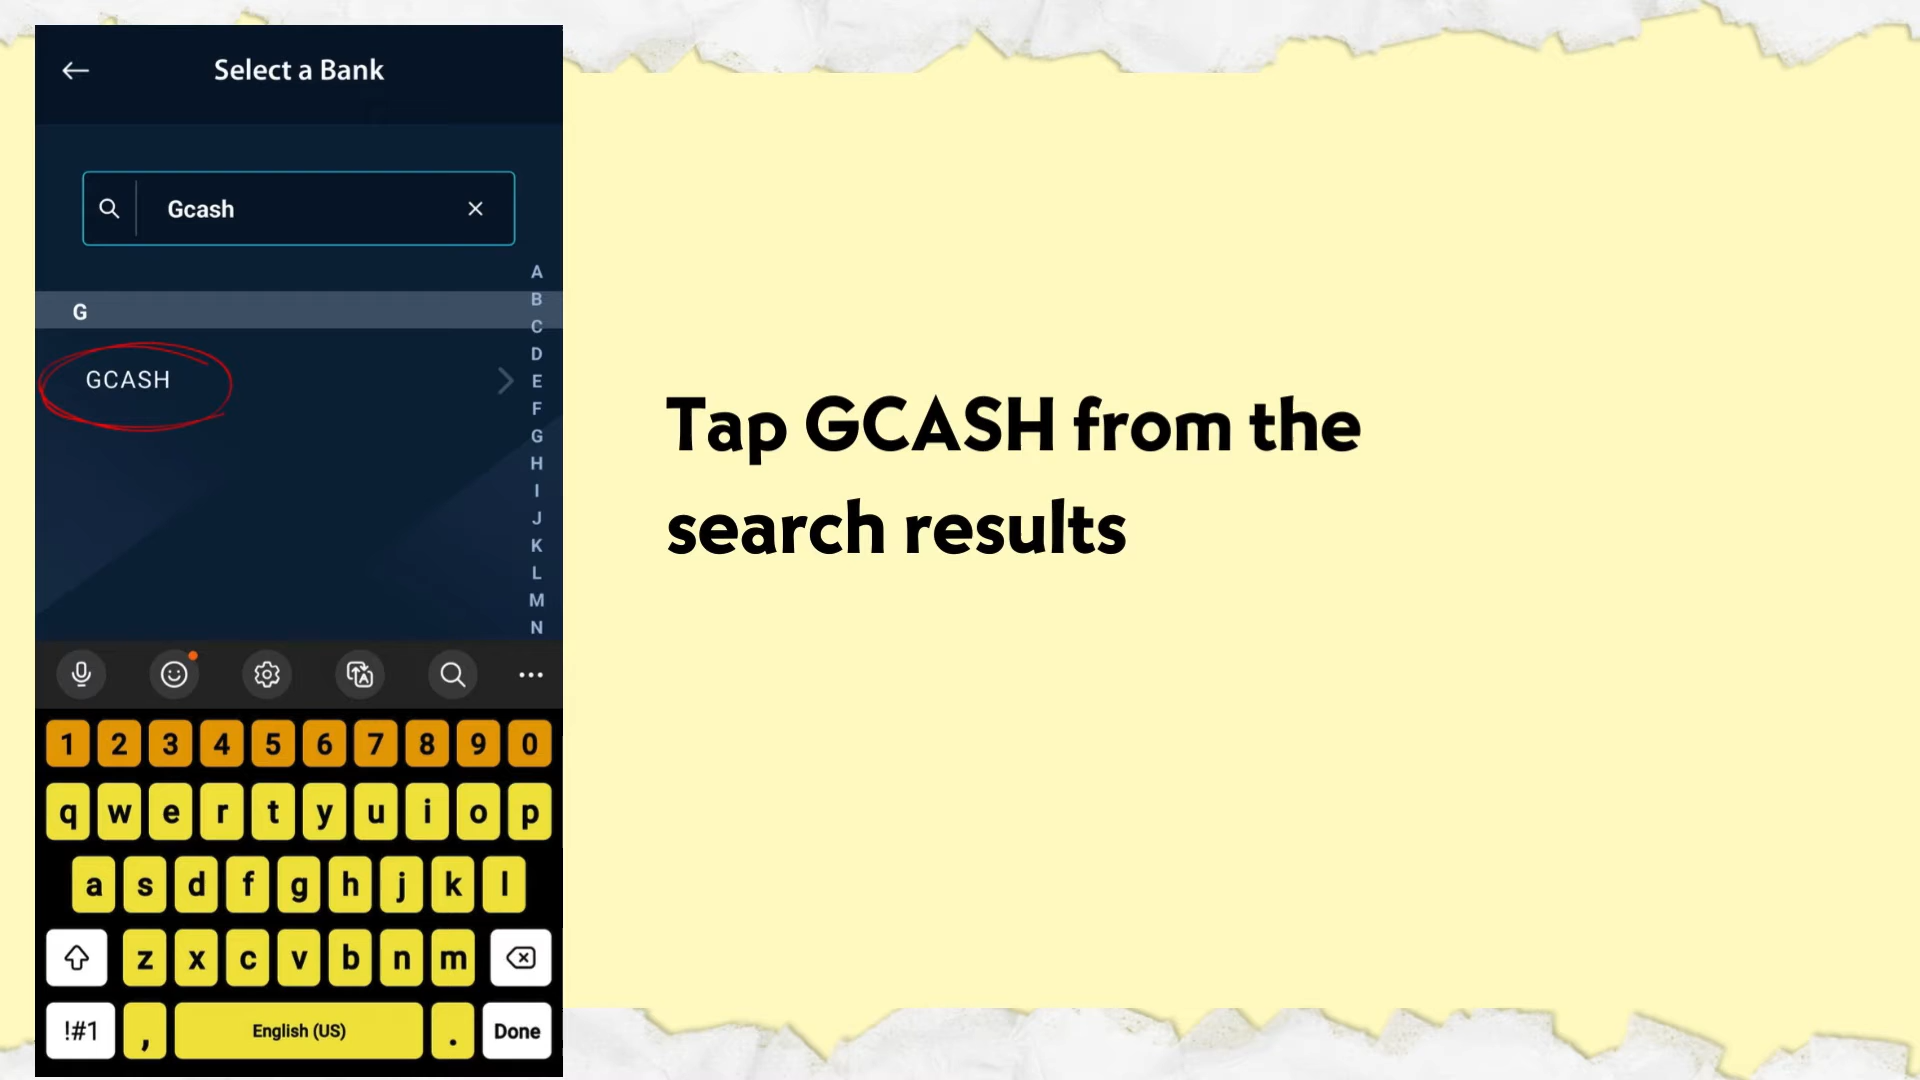 Select a Bank
Gcash
A
B
G
C
D
GCASH
E
F
G
H
I
J
K
L
M
N
1 2 3 4 5 6 7 8 9 0
q w e r t y u i o p
a s d f g h j k l
z x c v b n m
!#1 , English (US) . Done
Tap GCASH from the
search results